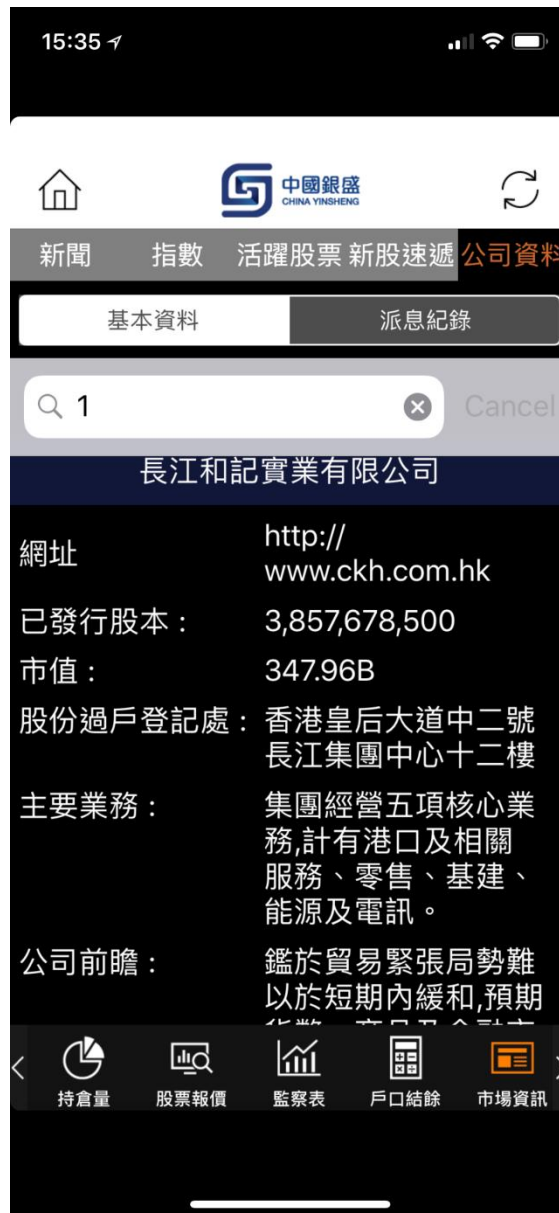 15:35
中國銀盛
CHINA YINSHENG
新聞 指數 活躍股票 新股速遞 公司資料
基本資料 派息紀錄
1 Cancel
長江和記實業有限公司
網址 http://
www.ckh.com.hk
已發行股本： 3,857,678,500
市值： 347.96B
股份過戶登記處： 香港皇后大道中二號
長江集團中心十二樓
主要業務： 集團經營五項核心業
務,計有港口及相關
服務、零售、基建、
能源及電訊。
公司前瞻： 鑑於貿易緊張局勢難
以於短期內緩和,預期
持倉量 股票報價 監察表 戶口結餘 市場資訊